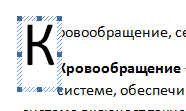 К
ровообращение, се
Кровообращение
системе, обеспечи